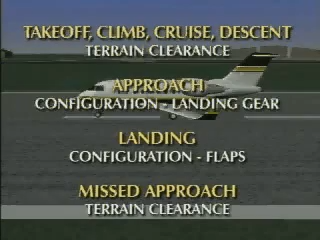 TAKEOFF, CLIMB, CRUISE, DESCENT
TERRAIN CLEARANCE
APPROACH
CONFIGURATION - LANDING GEAR
LANDING
CONFIGURATION - FLAPS
MISSED APPROACH
TERRAIN CLEARANCE